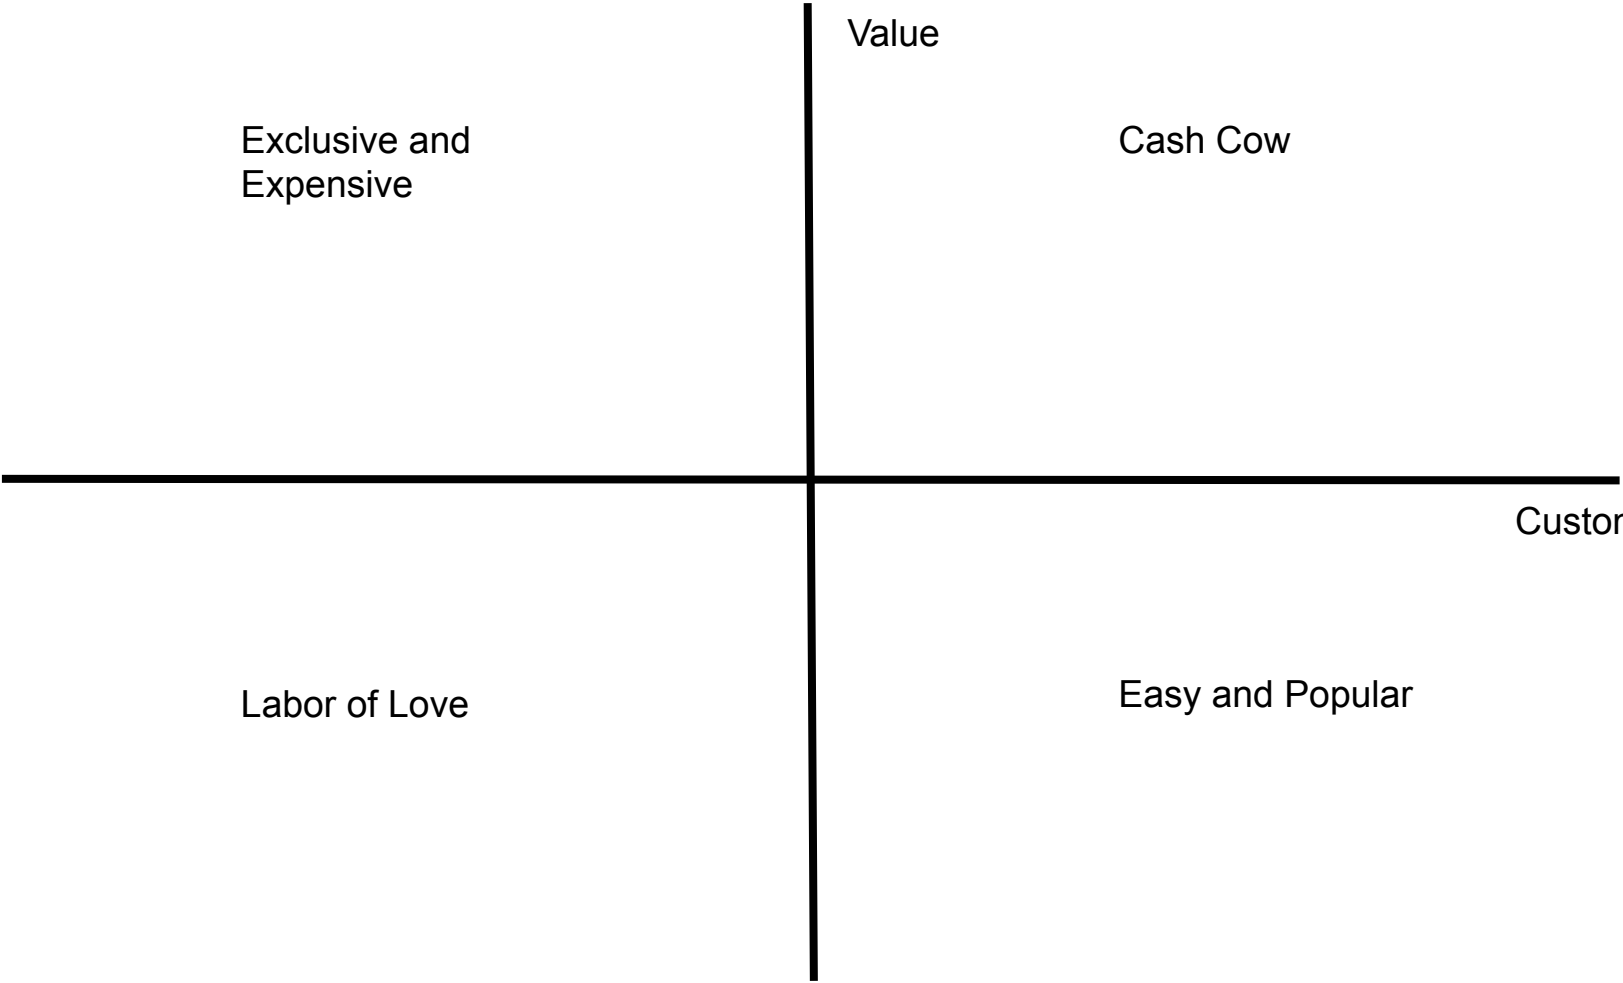 Value
Exclusive and
Expensive
Cash Cow
Custor
Labor of Love
Easy and Popular